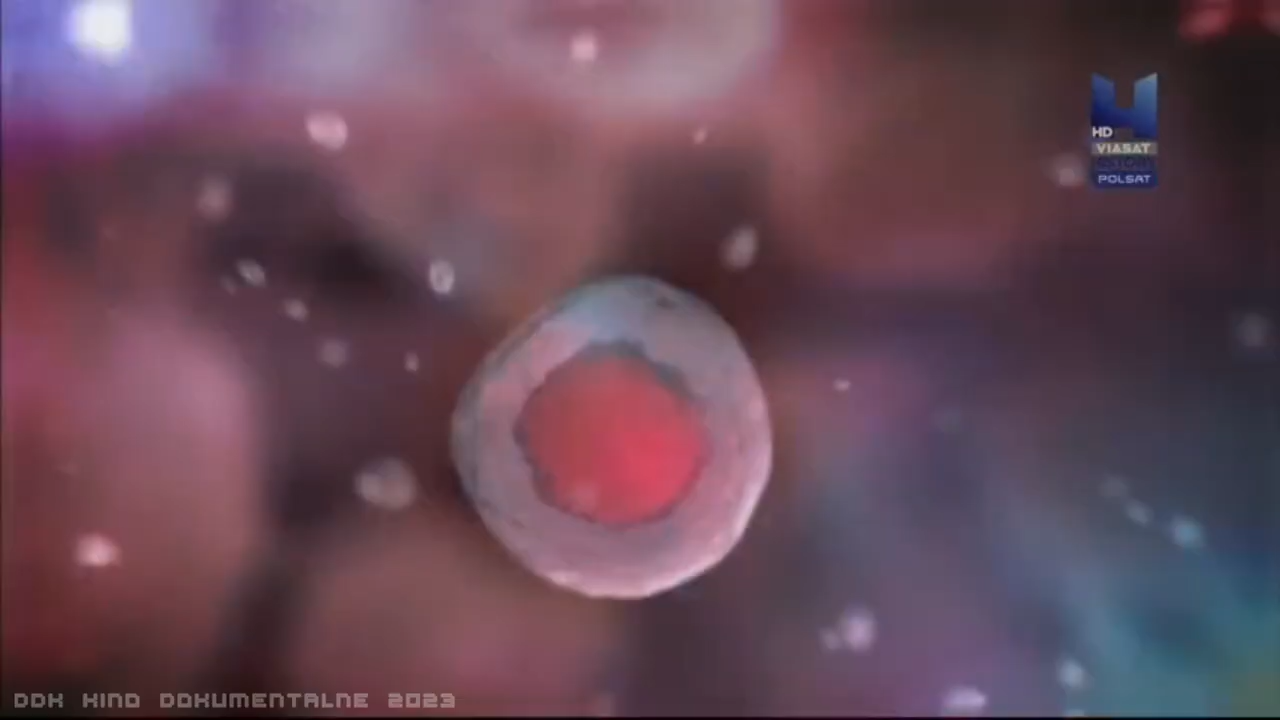 HD
VIASAT
POLSAT
DDK KINO DOKUMENTALNE 2023